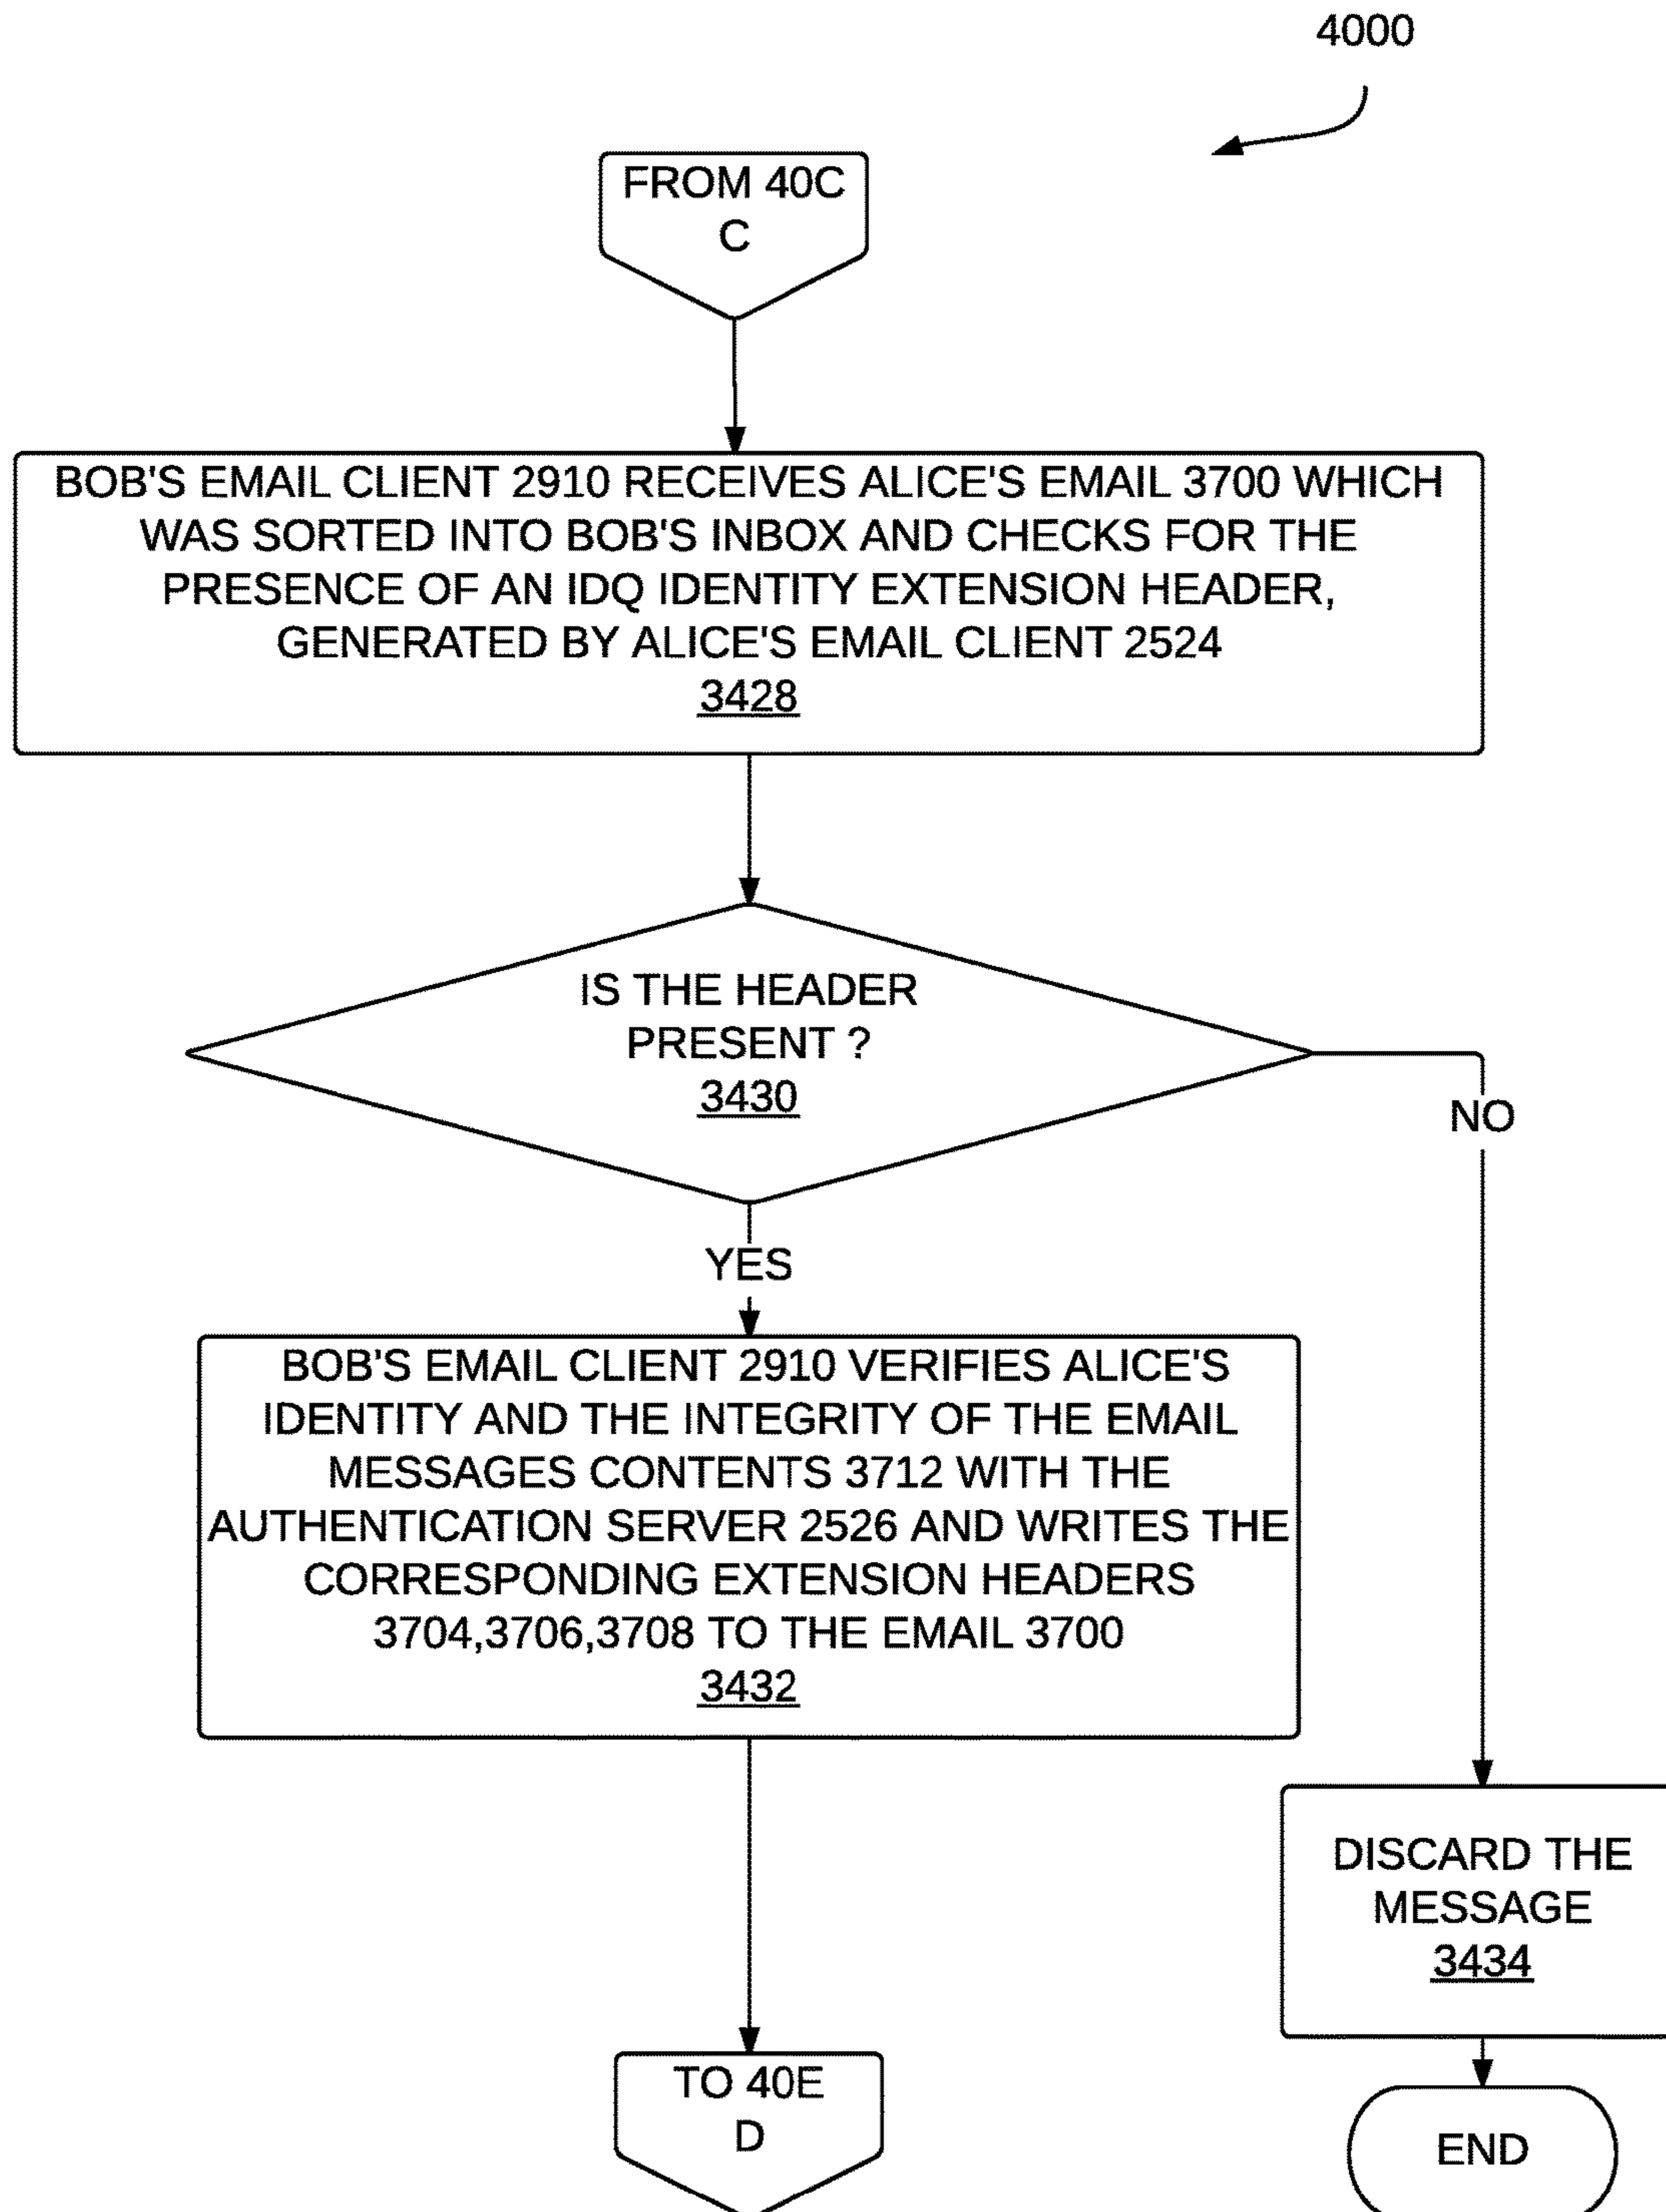 4000
FROM 40C
C
BOB'S EMAIL CLIENT 2910 RECEIVES ALICE'S EMAIL 3700 WHICH
WAS SORTED INTO BOB'S INBOX AND CHECKS FOR THE
PRESENCE OF AN IDQ IDENTITY EXTENSION HEADER,
GENERATED BY ALICE'S EMAIL CLIENT 2524
3428
IS THE HEADER
PRESENT ?
3430
NO
YES
BOB'S EMAIL CLIENT 2910 VERIFIES ALICE'S
IDENTITY AND THE INTEGRITY OF THE EMAIL
MESSAGES CONTENTS 3712 WITH THE
AUTHENTICATION SERVER 2526 AND WRITES THE
CORRESPONDING EXTENSION HEADERS
3704,3706,3708 TO THE EMAIL 3700
3432
DISCARD THE
MESSAGE
3434
TO 40E
D
END